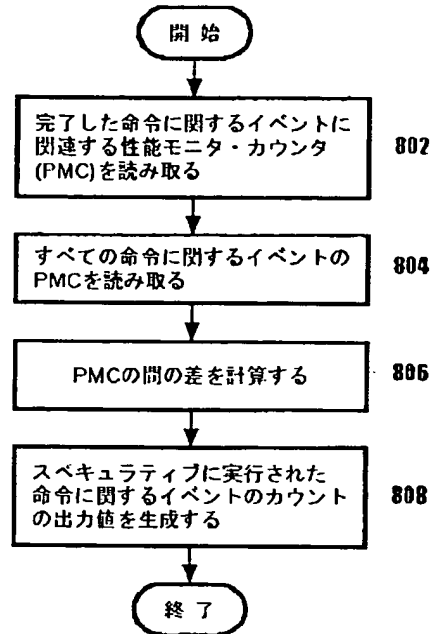 開 始
完了した命令に関するイベントに
関連する性能モニタ・カウンタ
(PMC)を読み取る
802
すべての命令に関するイベントの
PMCを読み取る
804
PMCの間の差を計算する
806
スペキュラティブに実行された
命令に関するイベントのカウント
の出力値を生成する
808
終 了